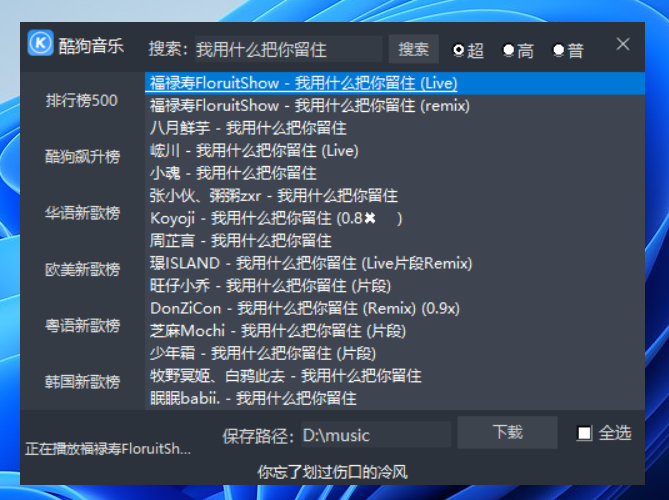 酷狗音乐
搜索: 我用什么把你留住 搜索 超 高 普
排行榜500
酷狗飙升榜
华语新歌榜
欧美新歌榜
粤语新歌榜
韩国新歌榜
福禄寿FloruitShow - 我用什么把你留住 (Live)
福禄寿FloruitShow - 我用什么把你留住 (remix)
八月鲜芋 - 我用什么把你留住
峵川 - 我用什么把你留住 (Live)
小魂 - 我用什么把你留住
张小伙、粥粥zxr - 我用什么把你留住
Koyoji - 我用什么把你留住 (0.8✖ )
周芷言 - 我用什么把你留住
璟ISLAND - 我用什么把你留住 (Live片段Remix)
旺仔小乔 - 我用什么把你留住 (片段)
DonZiCon - 我用什么把你留住 (Remix) (0.9x)
芝麻Mochi - 我用什么把你留住 (片段)
少年霜 - 我用什么把你留住 (片段)
牧野冥姬、白鸦此去 - 我用什么把你留住
眠眠babii. - 我用什么把你留住
保存路径: D:\music 下载 全选
正在播放福禄寿FloruitSh...
你忘了划过伤口的冷风